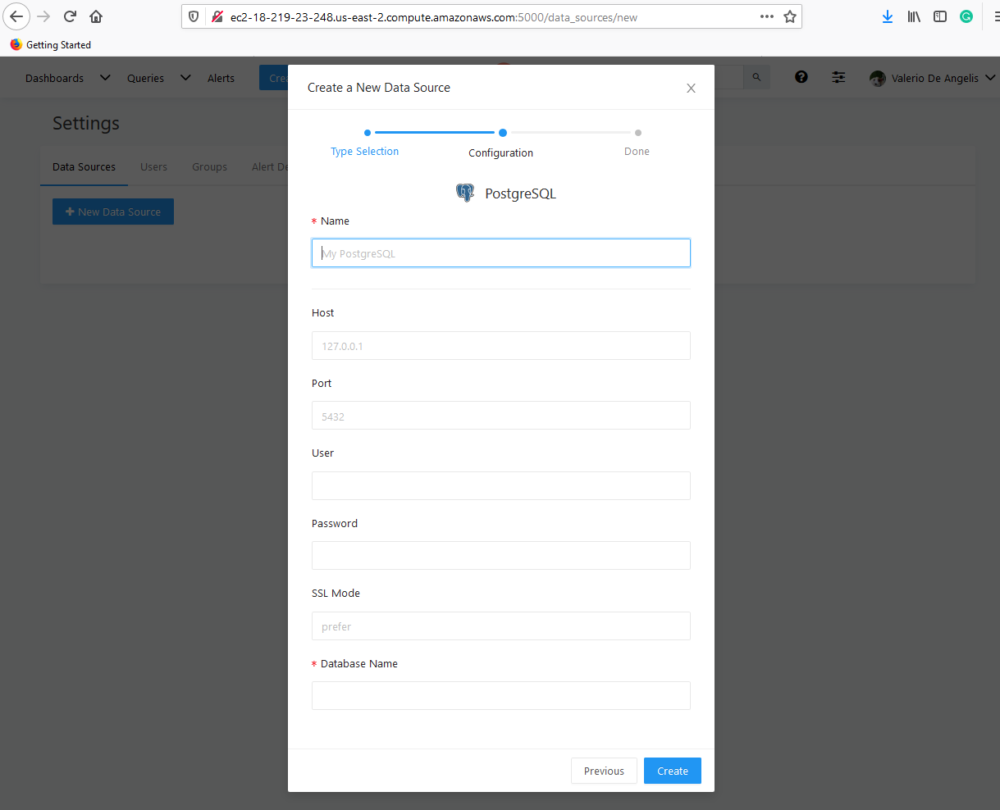 ec2-18-219-23-248.us-east-2.compute.amazonaws.com:5000/data_sources/new
Getting Started
Dashboards Queries Alerts Crea Valerio De Angelis
Create a New Data Source
Settings
Type Selection Configuration Done
Data Sources Users Groups Alert De
PostgreSQL
New Data Source
Name
My PostgreSQL
Host
127.0.0.1
Port
5432
User
Password
SSL Mode
prefer
Database Name
Previous Create